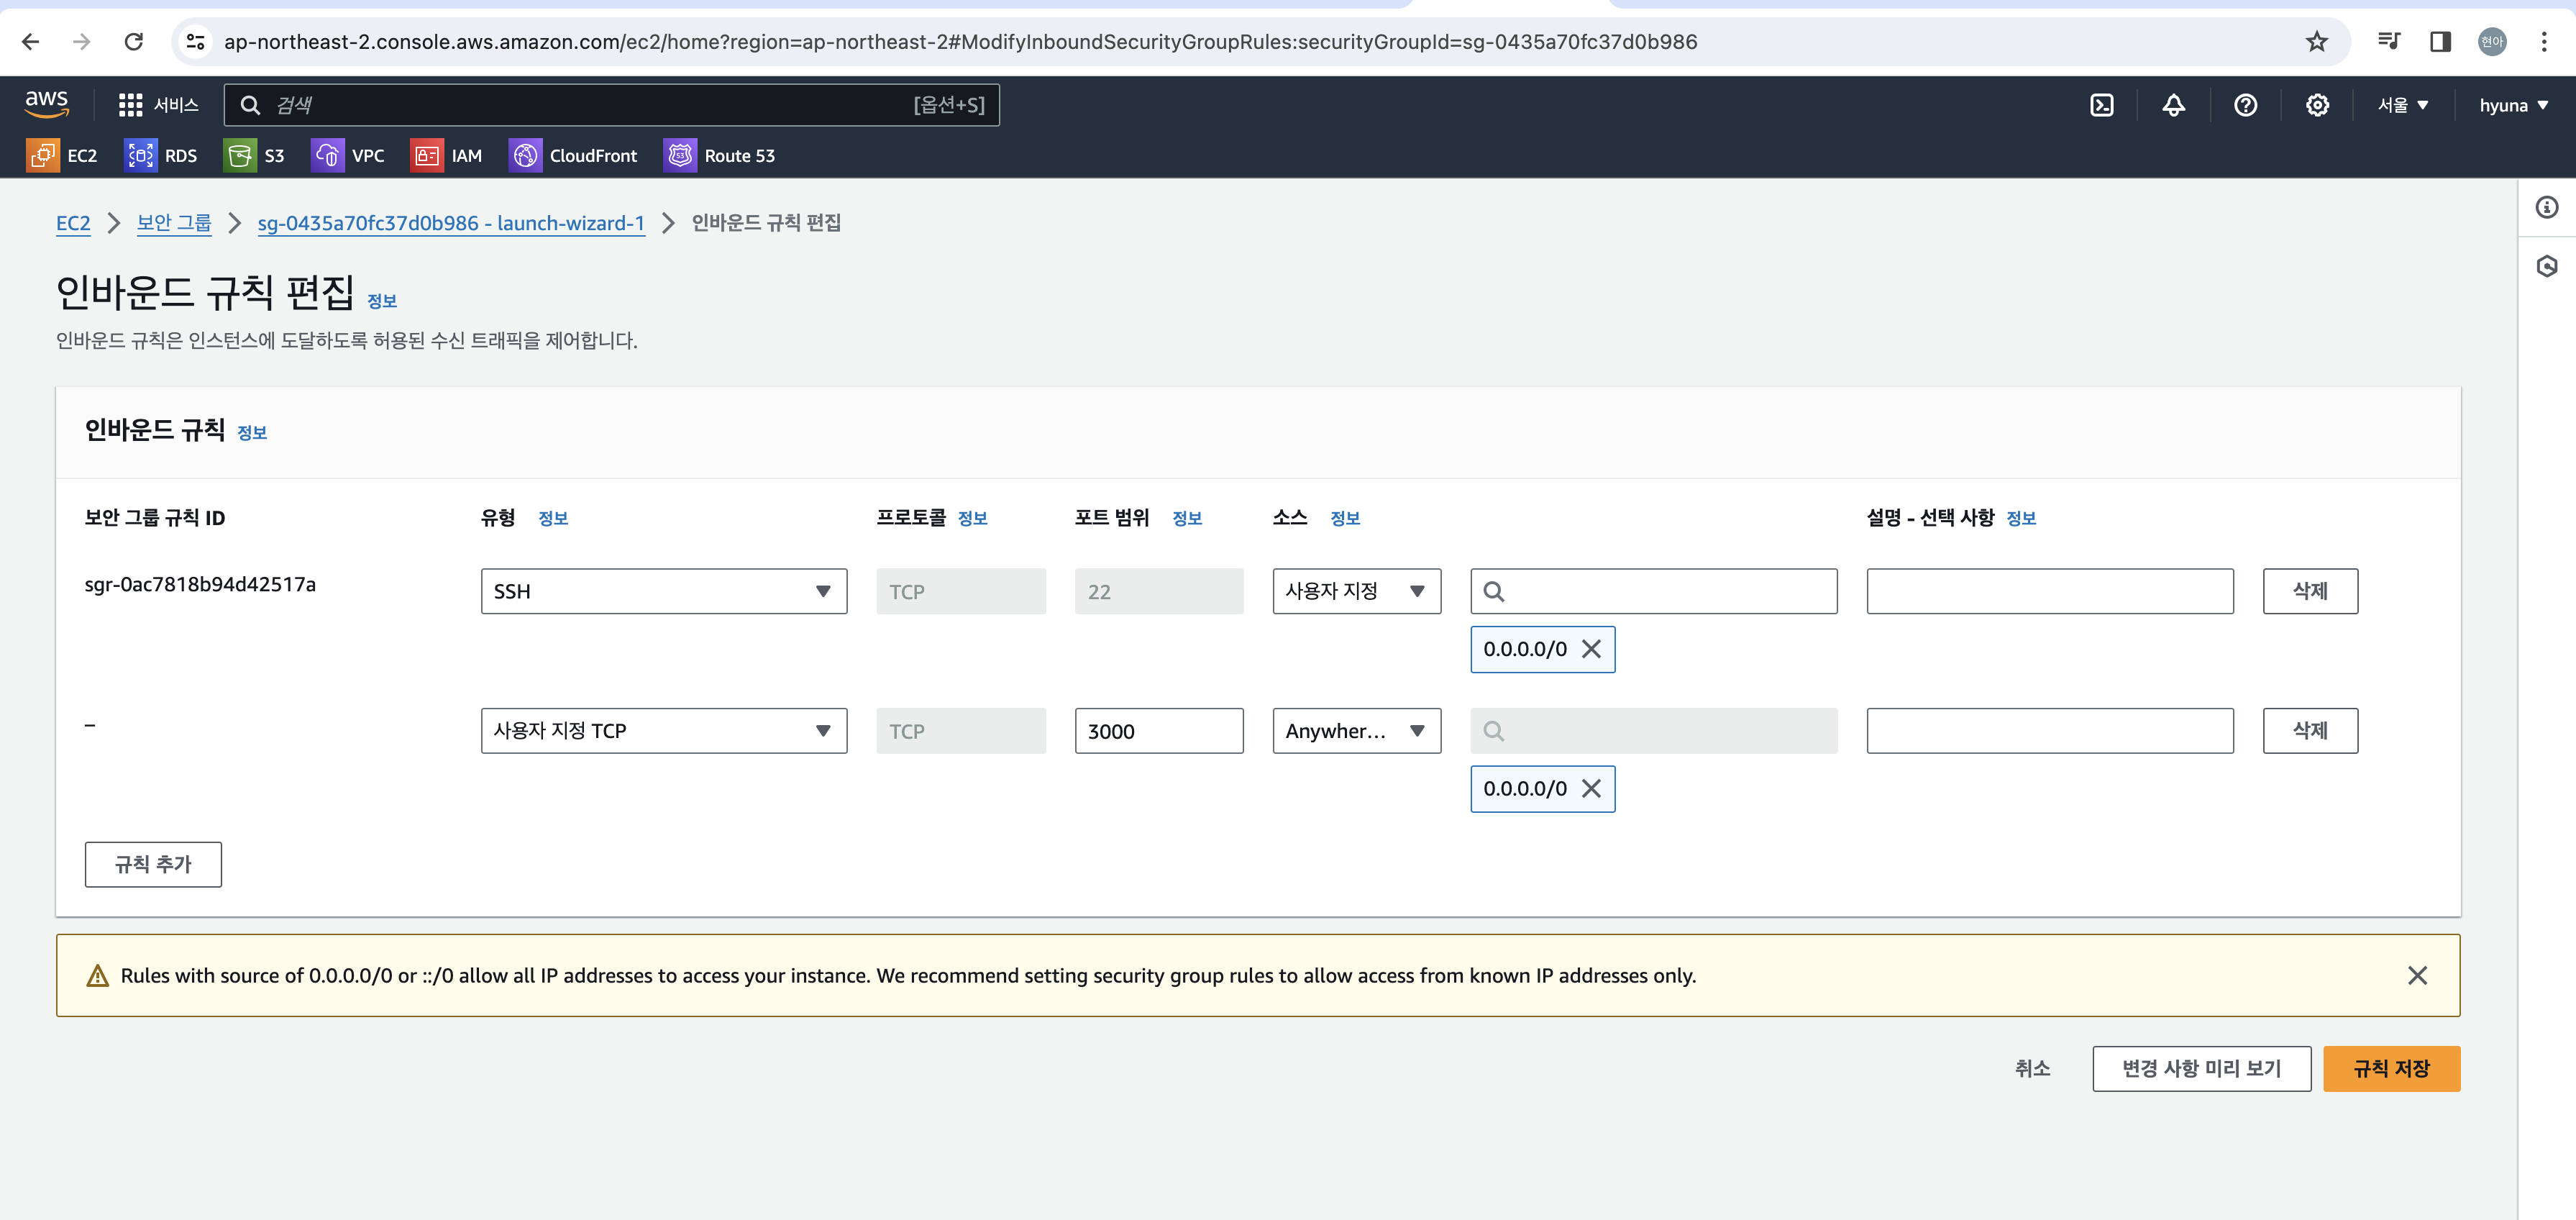 ap-northeast-2.console.aws.amazon.com/ec2/home?region=ap-northeast-2#ModifyInboundSecurityGroupRules:securityGroupId=sg-0435a70fc37d0b986
현아
aws 서비스 검색 [옵션+S] 서울 hyuna
EC2 RDS S3 VPC IAM CloudFront Route 53
EC2 보안 그룹 sg-0435a70fc37d0b986 - launch-wizard-1 인바운드 규칙 편집
인바운드 규칙 편집 정보
인바운드 규칙은 인스턴스에 도달하도록 허용된 수신 트래픽을 제어합니다.
인바운드 규칙 정보
보안 그룹 규칙 ID 유형 정보 프로토콜 정보 포트 범위 정보 소스 정보 설명 - 선택 사항 정보
sgr-0ac7818b94d42517a SSH TCP 22 사용자 지정 삭제
0.0.0.0/0
– 사용자 지정 TCP TCP 3000 Anywher... 삭제
0.0.0.0/0
규칙 추가
Rules with source of 0.0.0.0/0 or ::/0 allow all IP addresses to access your instance. We recommend setting security group rules to allow access from known IP addresses only.
취소 변경 사항 미리 보기 규칙 저장